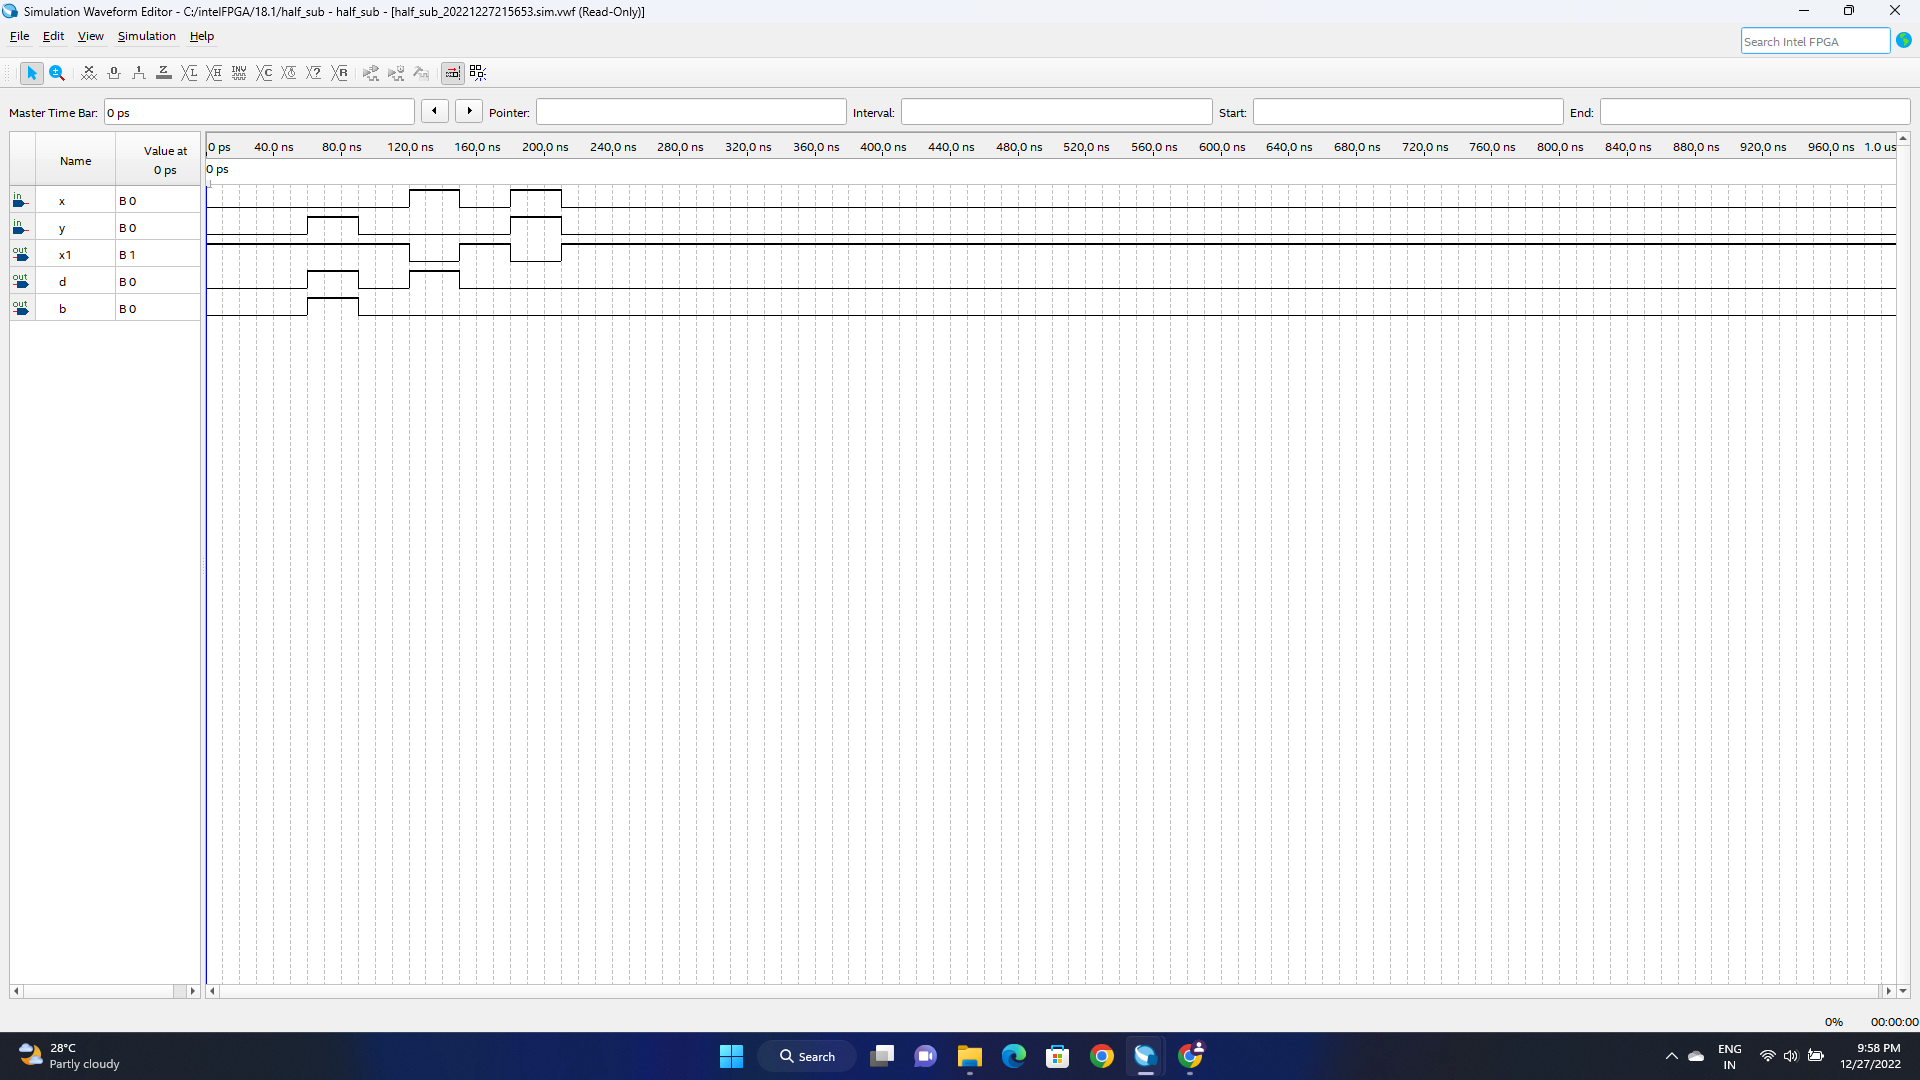 Simulation Waveform Editor - C:/intelFPGA/18.1/half_sub - half_sub - [half_sub_20221227215653.sim.vwf (Read-Only)]
File Edit View Simulation Help
Search Intel FPGA
Master Time Bar: 0 ps Pointer: Interval: Start: End:
Name
Value at
0 ps
0 ps 40.0 ns 80.0 ns 120.0 ns 160.0 ns 200.0 ns 240.0 ns 280.0 ns 320.0 ns 360.0 ns 400.0 ns 440.0 ns 480.0 ns 520.0 ns 560.0 ns 600.0 ns 640.0 ns 680.0 ns 720.0 ns 760.0 ns 800.0 ns 840.0 ns 880.0 ns 920.0 ns 960.0 ns 1.0 us
0 ps
in x B 0
in y B 0
out x1 B 1
out d B 0
out b B 0
0% 00:00:00
28°C
Partly cloudy
Search
ENG
IN
9:58 PM
12/27/2022